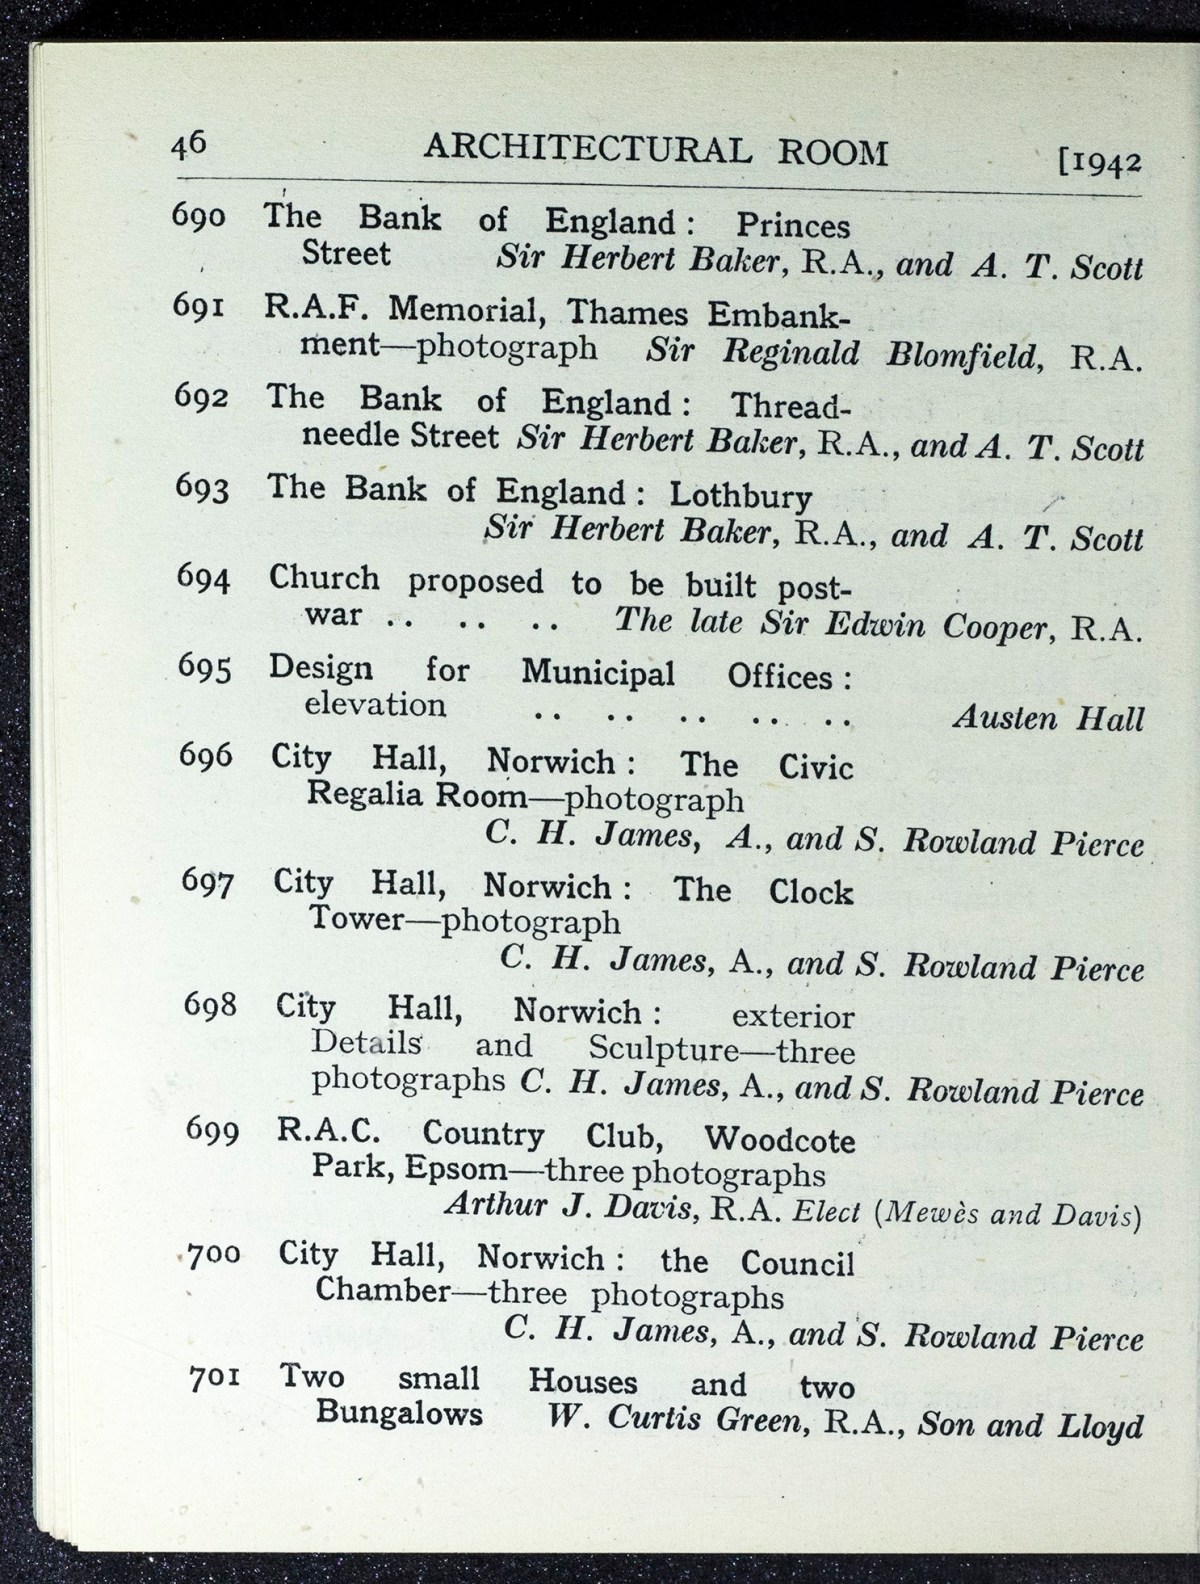 46 ARCHITECTURAL ROOM [1942
690 The Bank of England : Princes
Street Sir Herbert Baker, R.A., and A. T. Scott
691 R.A.F. Memorial, Thames Embank-
ment—photograph Sir Reginald Blomfield, R.A.
692 The Bank of England : Thread-
needle Street Sir Herbert Baker, R.A., and A. T. Scott
693 The Bank of England : Lothbury
Sir Herbert Baker, R.A., and A. T. Scott
694 Church proposed to be built post-
war .. .. .. The late Sir Edwin Cooper, R.A.
695 Design for Municipal Offices :
elevation .. .. .. .. .. Austen Hall
696 City Hall, Norwich : The Civic
Regalia Room—photograph
C. H. James, A., and S. Rowland Pierce
697 City Hall, Norwich : The Clock
Tower—photograph
C. H. James, A., and S. Rowland Pierce
698 City Hall, Norwich : exterior
Details and Sculpture—three
photographs C. H. James, A., and S. Rowland Pierce
699 R.A.C. Country Club, Woodcote
Park, Epsom—three photographs
Arthur J. Davis, R.A. Elect (Mewès and Davis)
700 City Hall, Norwich : the Council
Chamber—three photographs
C. H. James, A., and S. Rowland Pierce
701 Two small Houses and two
Bungalows W. Curtis Green, R.A., Son and Lloyd